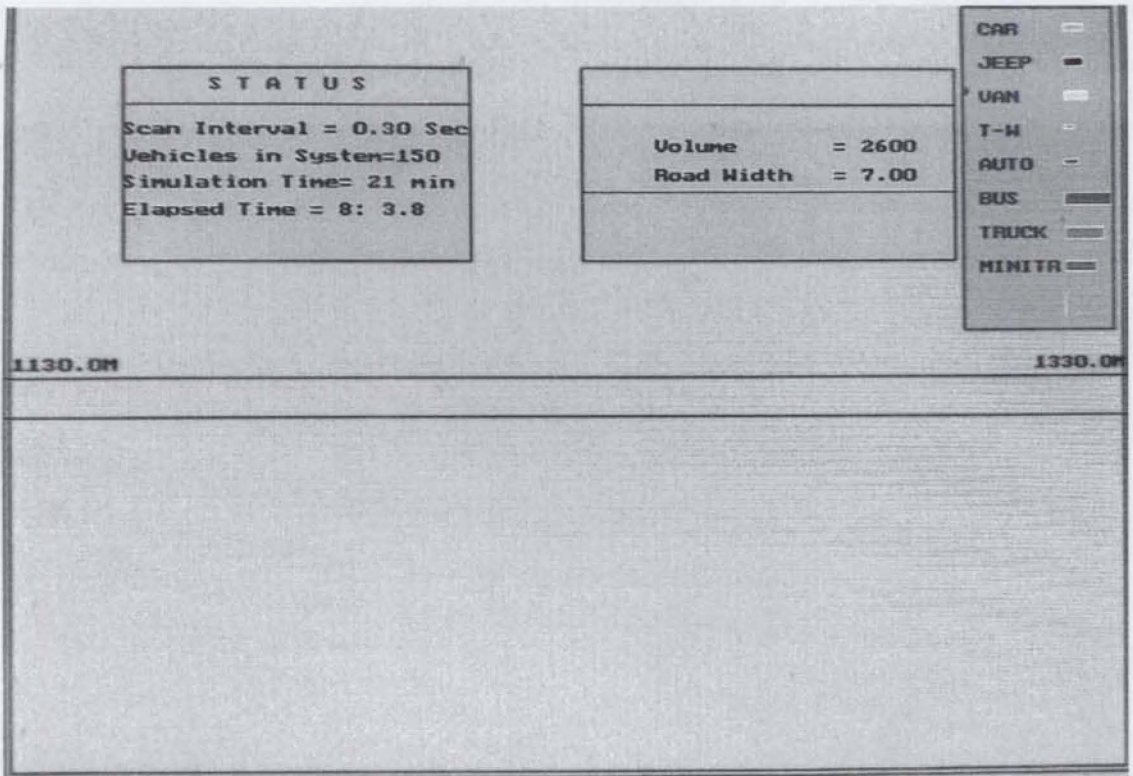 S T A T U S
Scan Interval = 0.30 Sec
Vehicles in System=150
Simulation Time= 21 min
Elapsed Time = 8: 3.8
Volume = 2600
Road Width = 7.00
CAR
JEEP
VAN
T-W
AUTO
BUS
TRUCK
MINITR
1130.0M
1330.0M